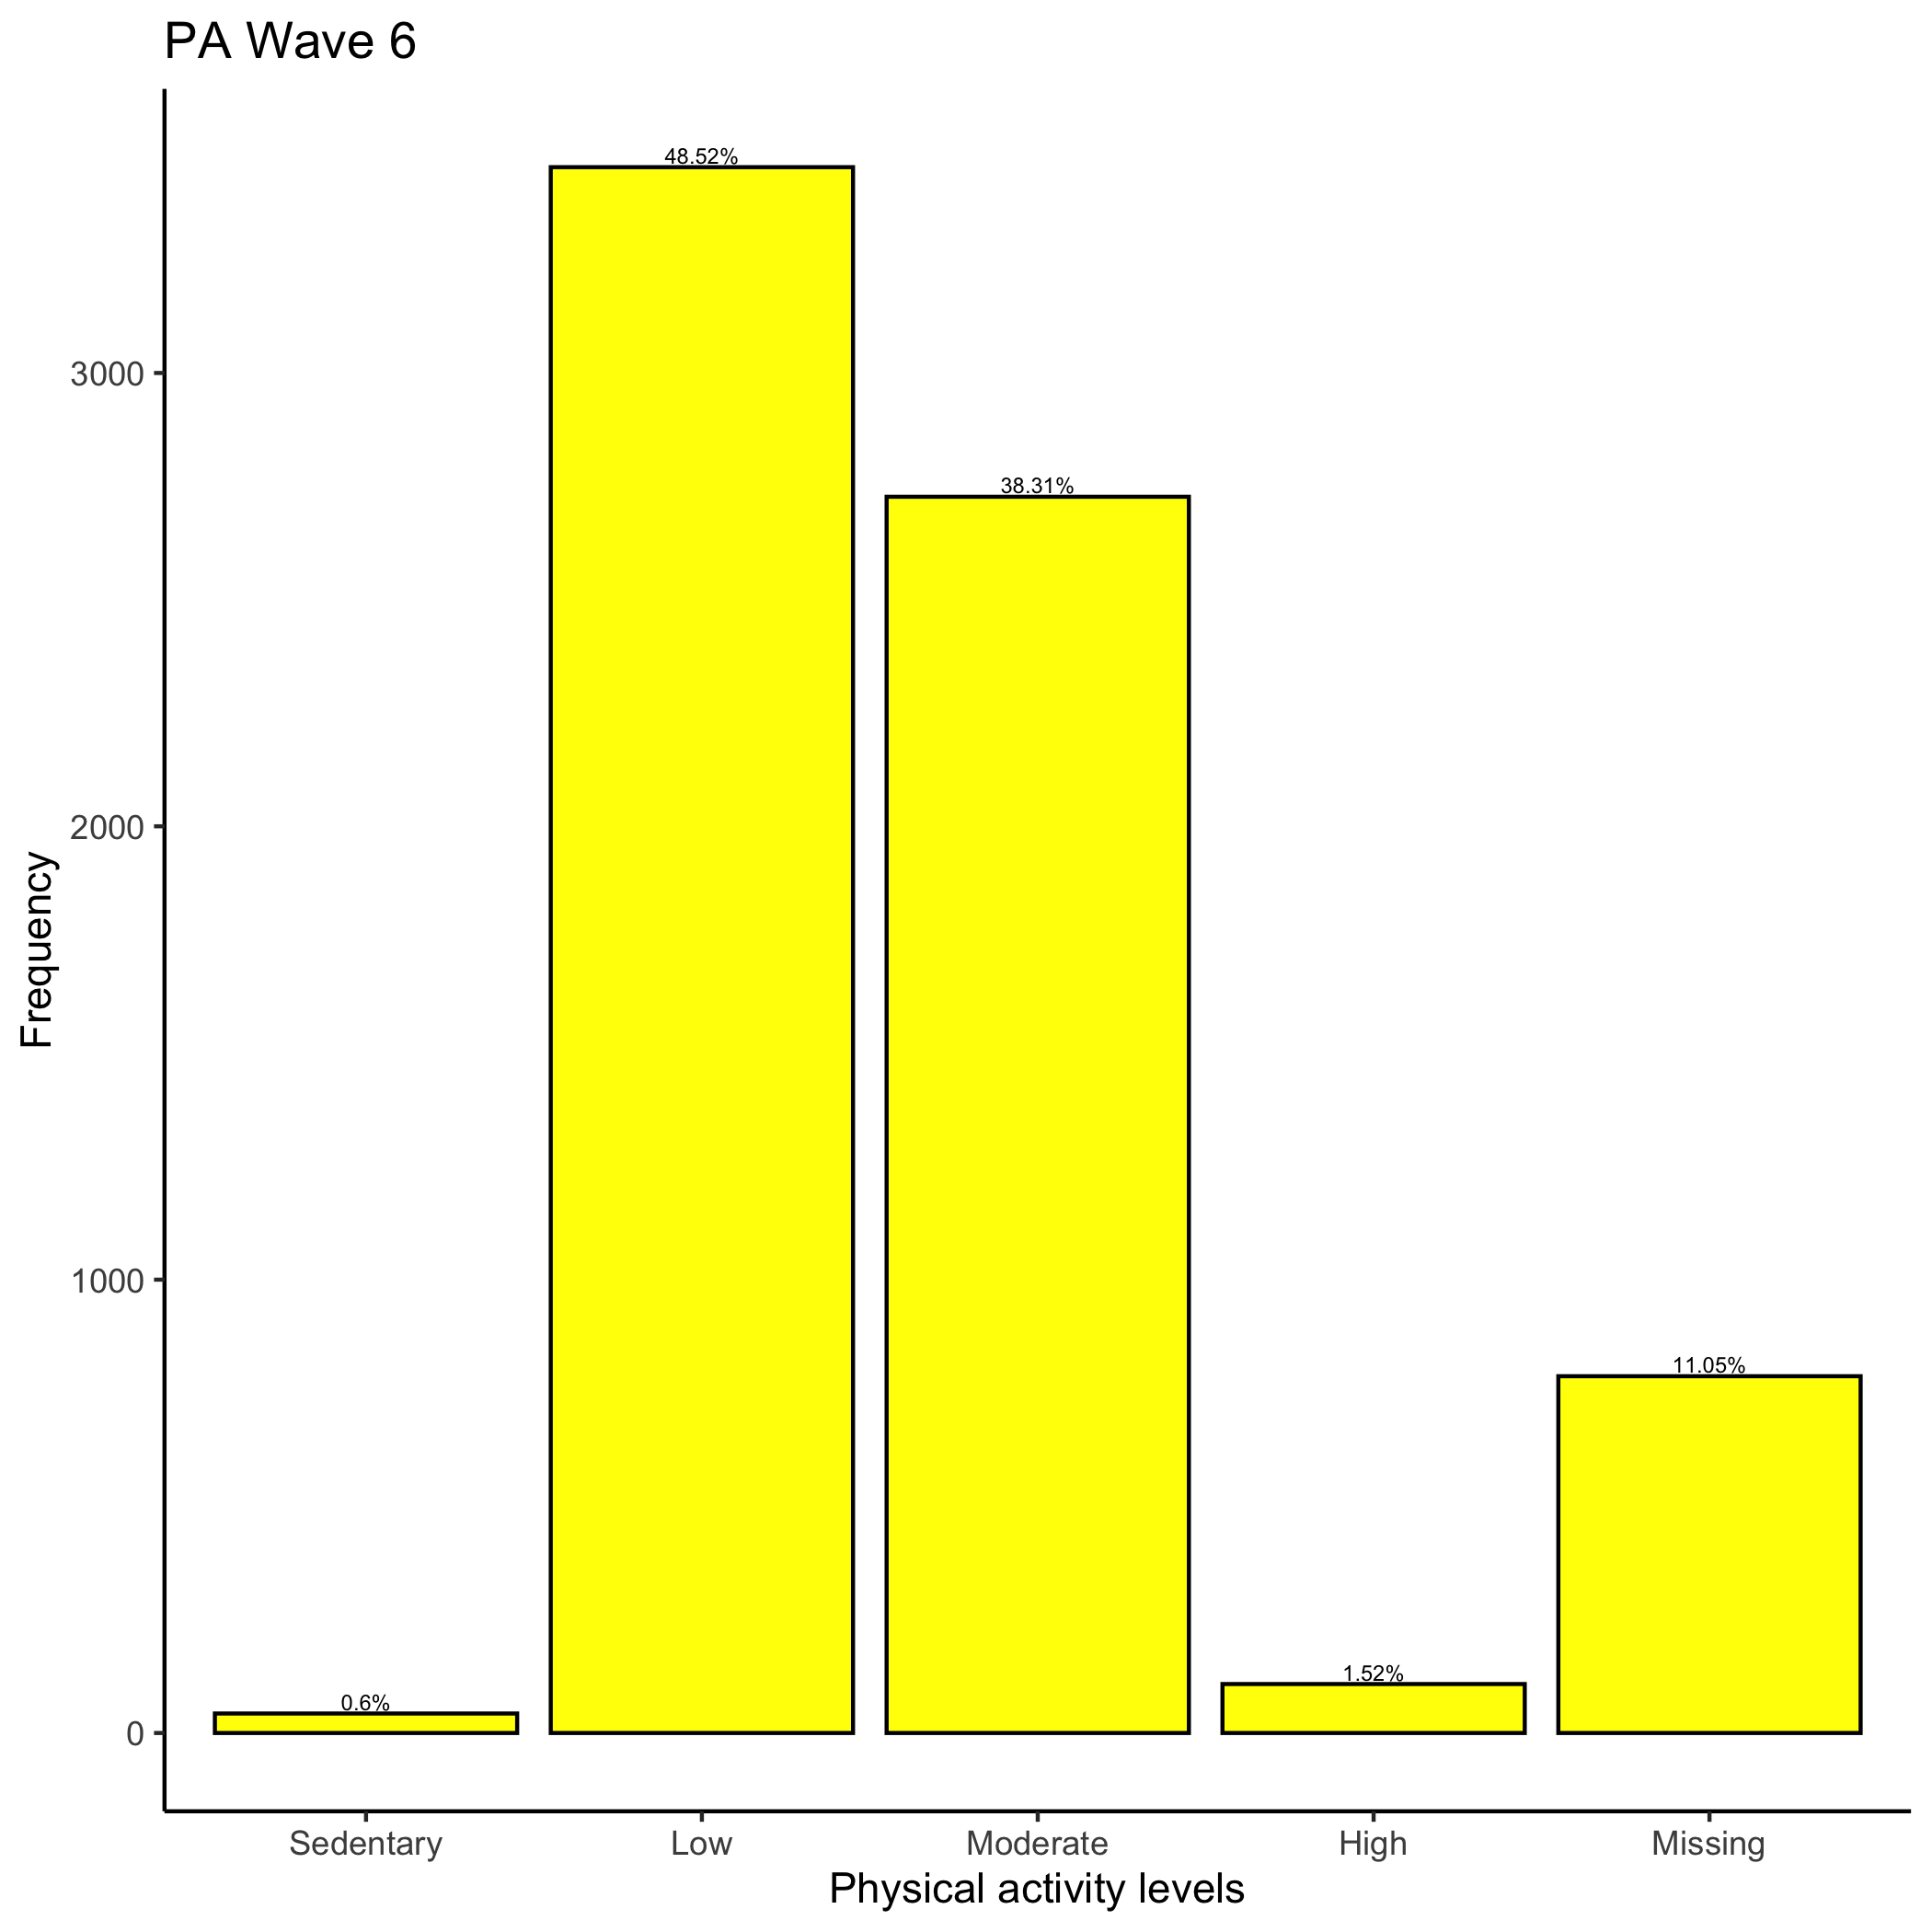 PA Wave 6
48.52%
38.31%
11.05%
1.52%
0.6%
3000
2000
1000
0
Frequency
Sedentary Low Moderate High Missing
Physical activity levels